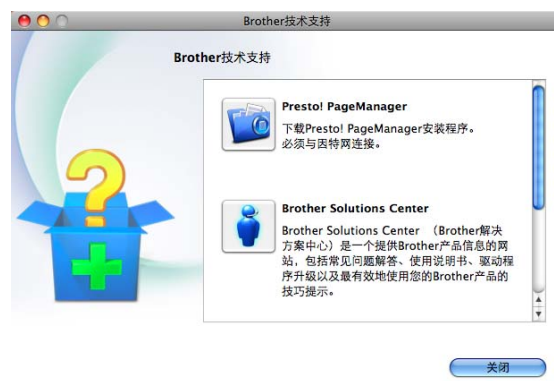 Brother技术支持
Brother技术支持
Presto! PageManager
下载Presto! PageManager安装程序。
必须与因特网连接。
Brother Solutions Center
Brother Solutions Center （Brother解决
方案中心）是一个提供Brother产品信息的网
站，包括常见问题解答、使用说明书、驱动程
序升级以及最有效地使用您的Brother产品的
技巧提示。
关闭